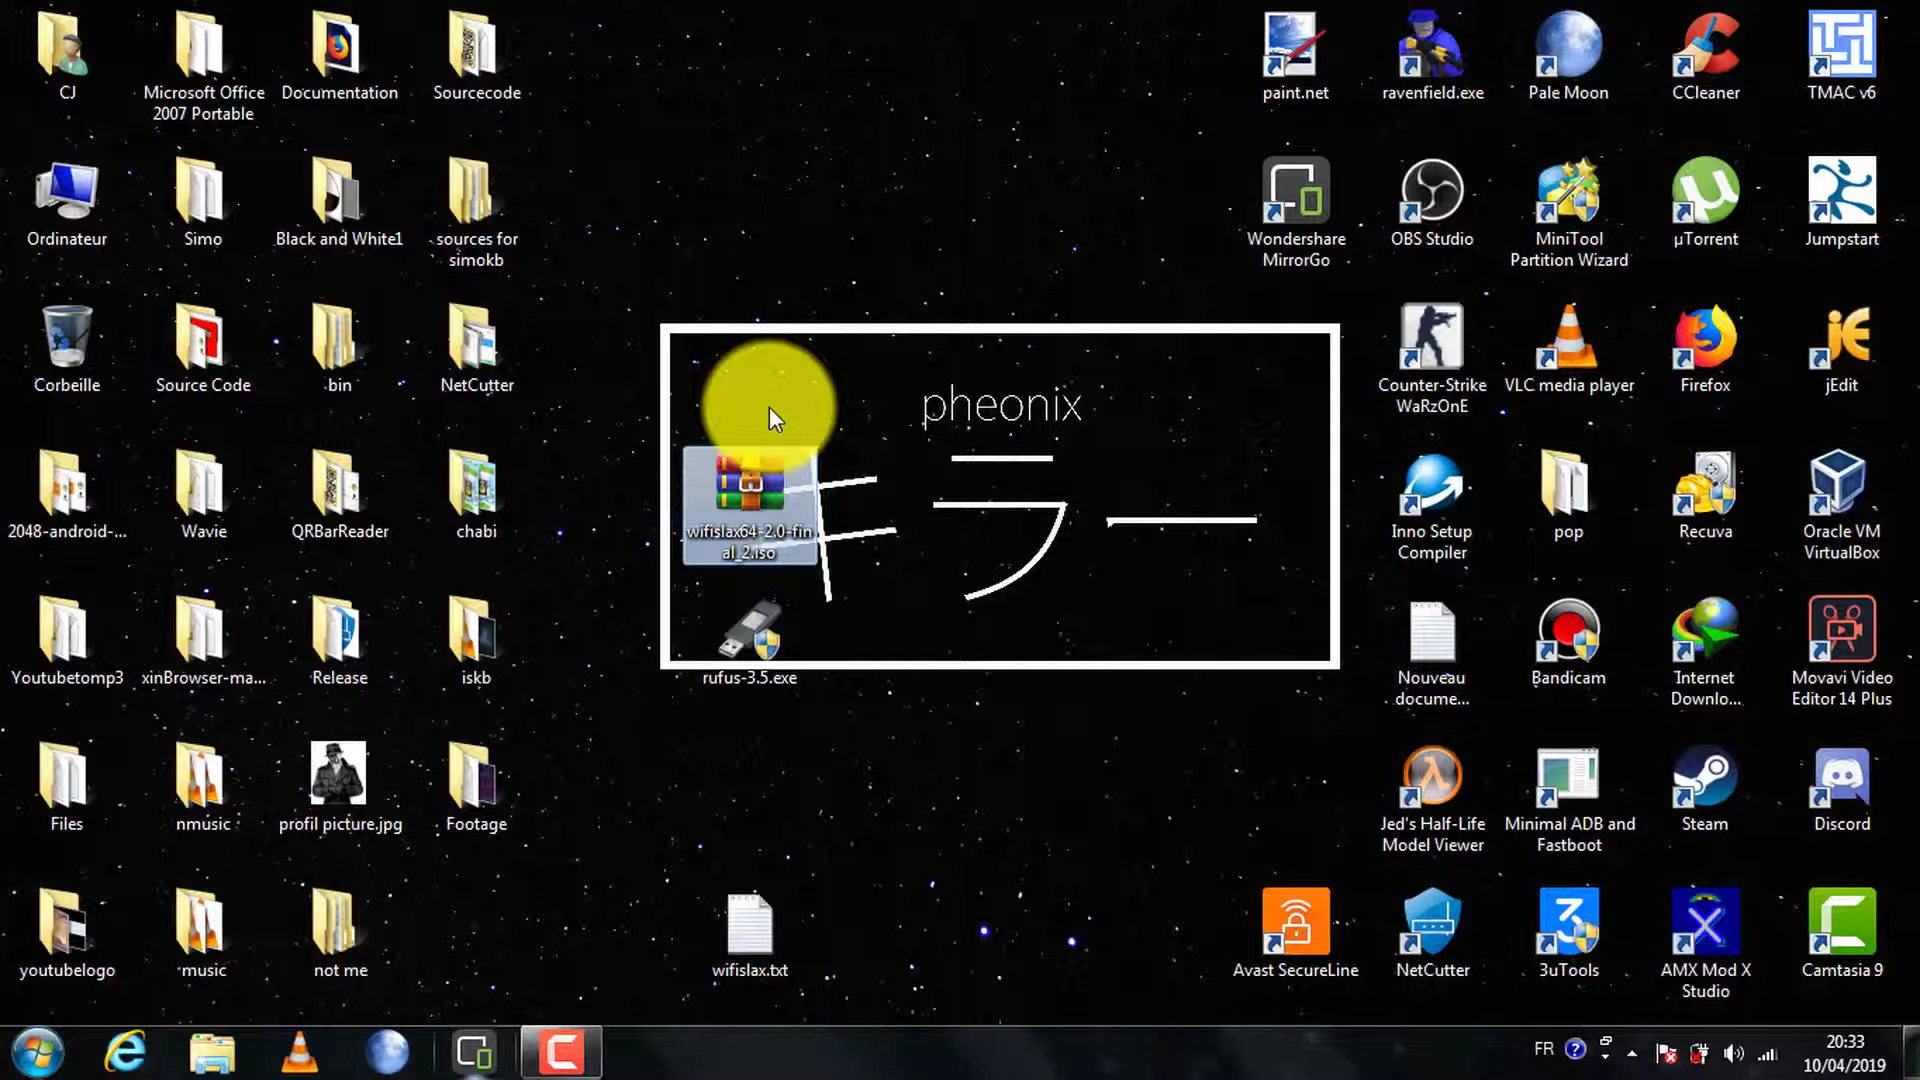 CJ
Microsoft Office
2007 Portable
Documentation
Sourcecode
paint.net
ravenfield.exe
Pale Moon
CCleaner
TMAC v6
Ordinateur
Simo
Black and White1
sources for
simokb
Wondershare
MirrorGo
OBS Studio
MiniTool
Partition Wizard
µTorrent
Jumpstart
Corbeille
Source Code
bin
NetCutter
pheonix
キラー
Counter-Strike
WaRzOnE
VLC media player
Firefox
jEdit
2048-android-...
Wavie
QRBarReader
chabi
wifislax64-2.0-fin
al_2.iso
Inno Setup
Compiler
pop
Recuva
Oracle VM
VirtualBox
Youtubetomp3
xinBrowser-ma...
Release
iskb
rufus-3.5.exe
Nouveau
docume...
Bandicam
Internet
Downlo...
Movavi Video
Editor 14 Plus
Files
nmusic
profil picture.jpg
Footage
Jed's Half-Life
Model Viewer
Minimal ADB and
Fastboot
Steam
Discord
youtubelogo
music
not me
wifislax.txt
Avast SecureLine
NetCutter
3uTools
AMX Mod X
Studio
Camtasia 9
FR
20:33
10/04/2019